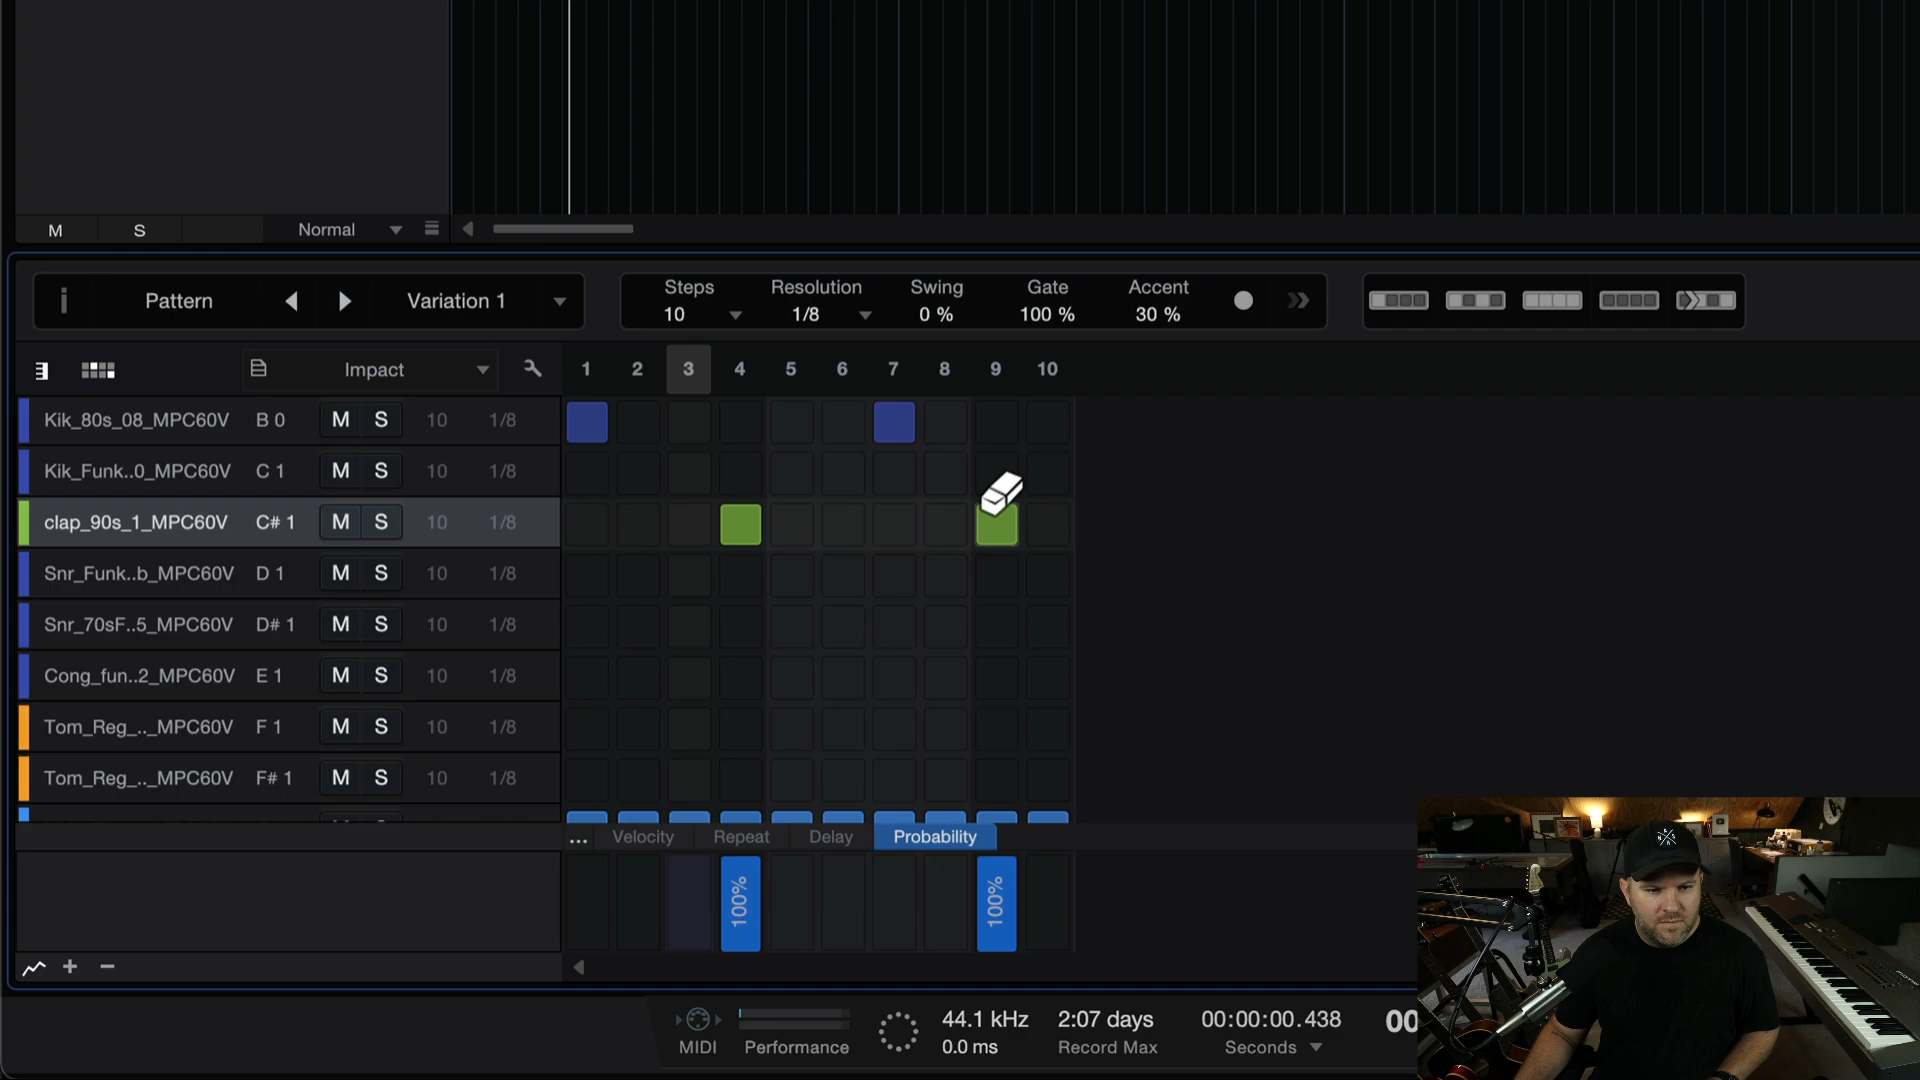 M S Normal
Pattern Variation 1 Steps 10 Resolution 1/8 Swing 0 % Gate 100 % Accent 30 %
Impact 1 2 3 4 5 6 7 8 9 10
Kik_80s_08_MPC60V B 0 M S 10 1/8
Kik_Funk..0_MPC60V C 1 M S 10 1/8
clap_90s_1_MPC60V C# 1 M S 10 1/8
Snr_Funk..b_MPC60V D 1 M S 10 1/8
Snr_70sF..5_MPC60V D# 1 M S 10 1/8
Cong_fun..2_MPC60V E 1 M S 10 1/8
Tom_Reg_.._MPC60V F 1 M S 10 1/8
Tom_Reg_.._MPC60V F# 1 M S 10 1/8
... Velocity Repeat Delay Probability
100% 100%
44.1 kHz 2:07 days 00:00:00.438 00
MIDI Performance 0.0 ms Record Max Seconds